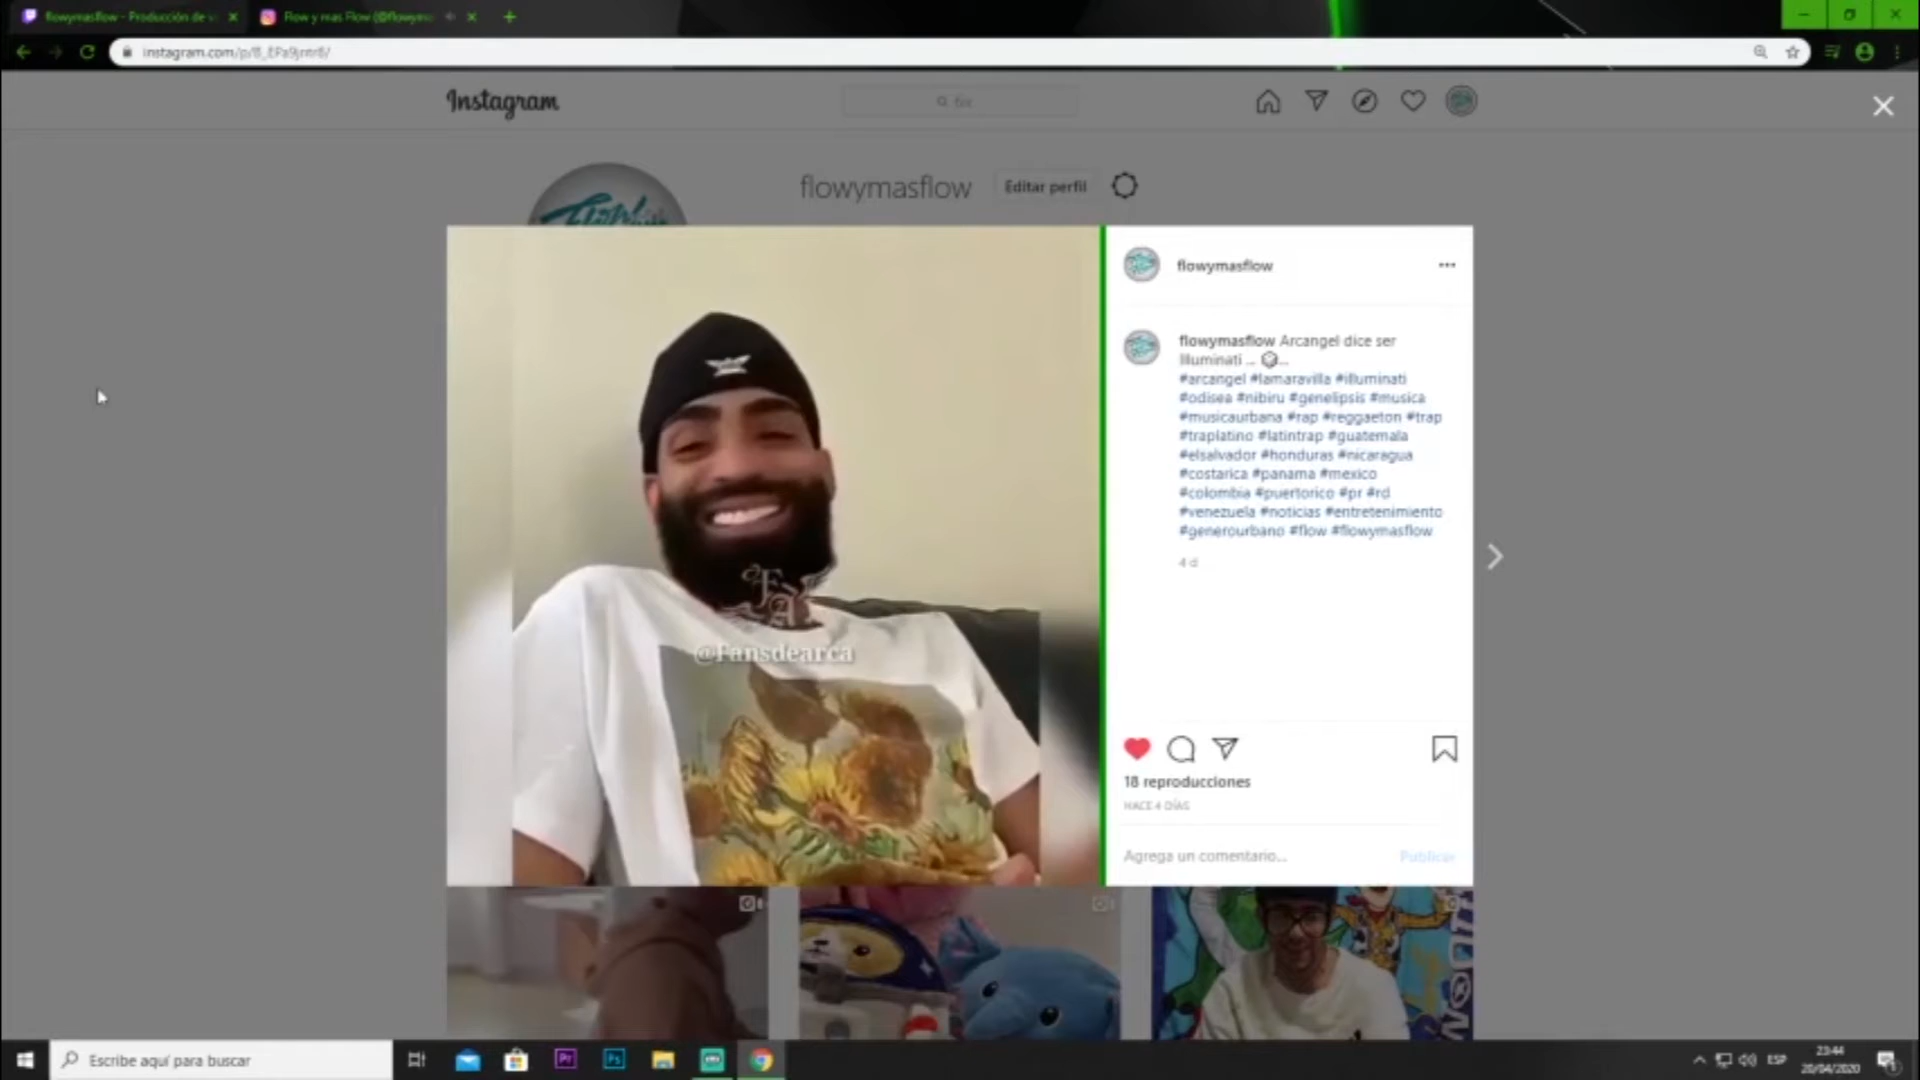 flowymasflow - Producción de
Flow y mas Flow (@flowym
instagram.com/p/
Instagram
flowymasflow
Editar perfil
flowymasflow
flowymasflow Arcangel dice ser
Illuminati ... ...
#arcangel #lamaravilla #illuminati
#odisea #nibiru #genelipsis #musica
#musicaurbana #rap #reggaeton #trap
#traplatino #latintrap #guatemala
#elsalvador #honduras #nicaragua
#costarica #panama #mexico
#colombia #puertorico #pr #rd
#venezuela #noticias #entretenimiento
#generourbano #flow #flowymasflow
4 d
@Fansdearca
18 reproducciones
HACE 4 DÍAS
Agrega un comentario...
Publicar
Escribe aquí para buscar
Pr
Ps
ESP
23:44
20/04/2020